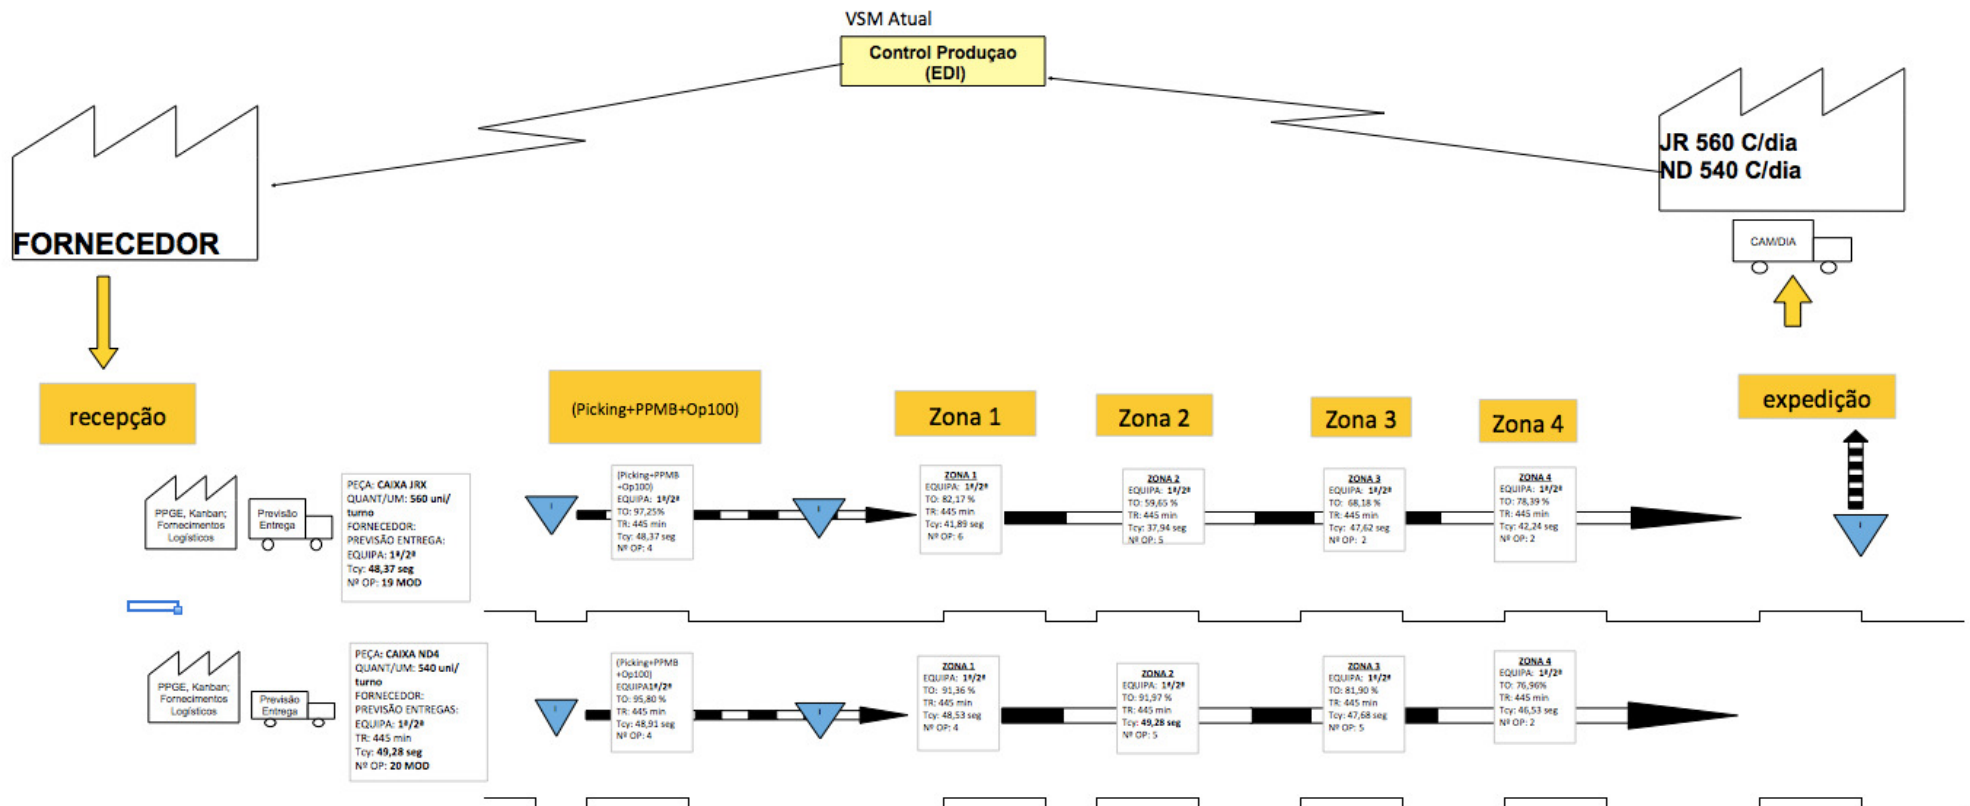 VSM Atual
Control Produçao
(EDI)
FORNECEDOR
JR 560 C/dia
ND 540 C/dia
CAM/DIA
recepção
(Picking+PPMB+Op100)
Zona 1
Zona 2
Zona 3
Zona 4
expedição
PPGE, Kanban;
Fornecimentos
Logísticos
Previsão
Entrega
PEÇA: CAIXA JRX
QUANT/UM: 560 uni/
turno
FORNECEDOR:
PREVISÃO ENTREGA:
EQUIPA: 1ª/2ª
Tcy: 48,37 seg
Nº OP: 19 MOD
I
(Picking+PPMB
+Op100)
EQUIPA: 1ª/2ª
TO: 97,25%
TR: 445 min
Tcy: 48,37 seg
Nº OP: 4
I
ZONA 1
EQUIPA: 1ª/2ª
TO: 82,17 %
TR: 445 min
Tcy: 41,89 seg
Nº OP: 6
ZONA 2
EQUIPA: 1ª/2ª
TO: 59,65 %
TR: 445 min
Tcy: 37,94 seg
Nº OP: 5
ZONA 3
EQUIPA: 1ª/2ª
TO: 68,18 %
TR: 445 min
Tcy: 47,62 seg
Nº OP: 2
ZONA 4
EQUIPA: 1ª/2ª
TO: 78,39 %
TR: 445 min
Tcy: 42,24 seg
Nº OP: 2
I
PPGE, Kanban;
Fornecimentos
Logísticos
Previsão
Entrega
PEÇA: CAIXA ND4
QUANT/UM: 540 uni/
turno
FORNECEDOR:
PREVISÃO ENTREGAS:
EQUIPA: 1ª/2ª
TR: 445 min
Tcy: 49,28 seg
Nº OP: 20 MOD
I
(Picking+PPMB
+Op100)
EQUIPA1ª/2ª
TO: 95,80 %
TR: 445 min
Tcy: 48,91 seg
Nº OP: 4
I
ZONA 1
EQUIPA: 1ª/2ª
TO: 91,36 %
TR: 445 min
Tcy: 48,53 seg
Nº OP: 4
ZONA 2
EQUIPA: 1ª/2ª
TO: 91,97 %
TR: 445 min
Tcy: 49,28 seg
Nº OP: 5
ZONA 3
EQUIPA: 1ª/2ª
TO: 81,90 %
TR: 445 min
Tcy: 47,68 seg
Nº OP: 5
ZONA 4
EQUIPA: 1ª/2ª
TO: 76,96%
TR: 445 min
Tcy: 46,53 seg
Nº OP: 2